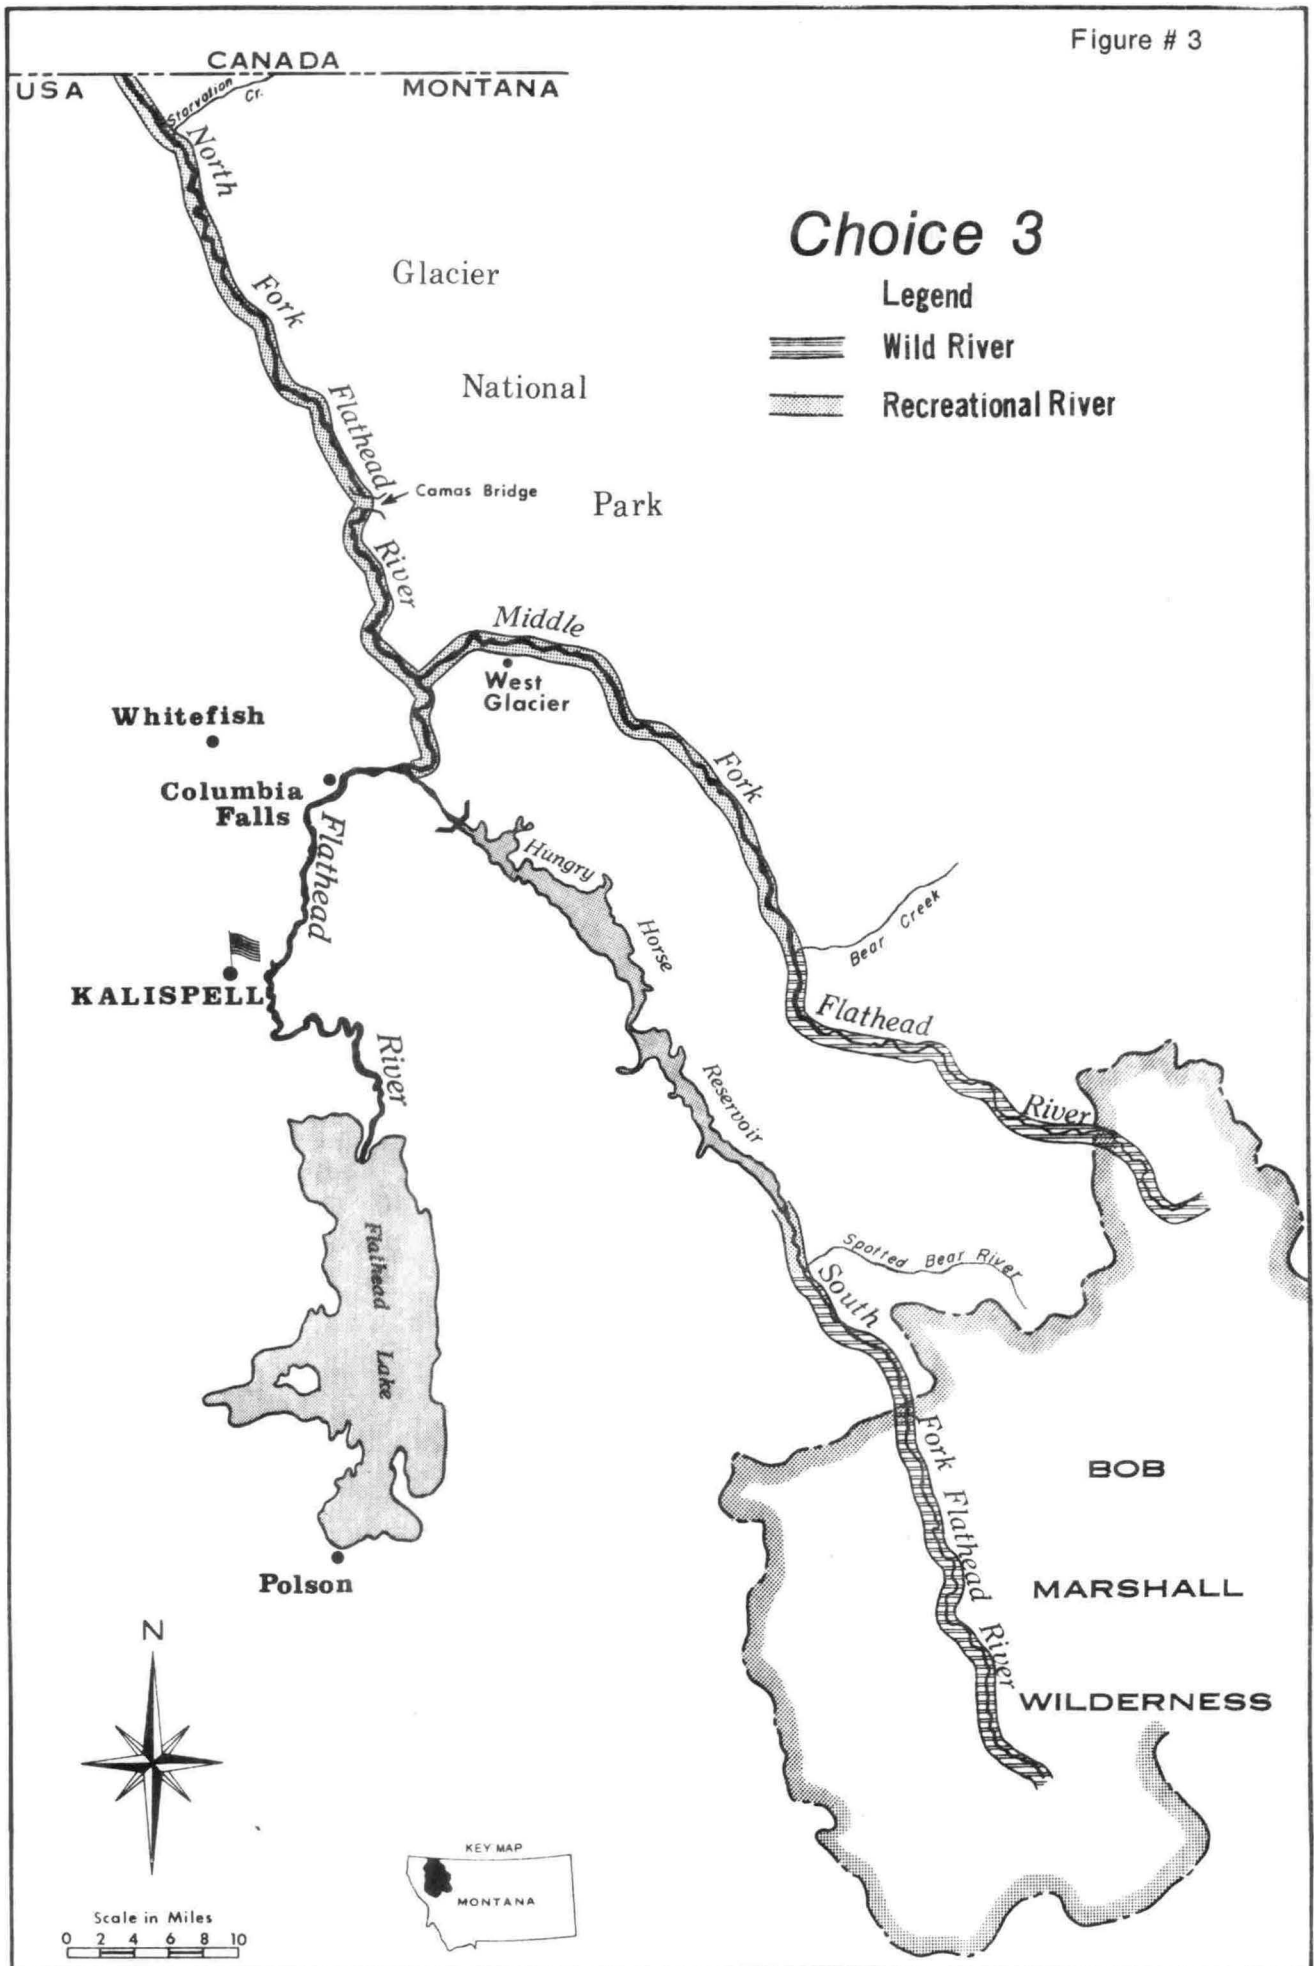 Figure # 3
CANADA
USA
MONTANA
Starvation
Cr.
North
Fork
Flathead
River
Glacier
National
Park
Choice 3
Legend
Wild River
Recreational River
Camas Bridge
Middle
Fork
Flathead
River
West
Glacier
Whitefish
Columbia
Falls
Flathead
River
KALISPELL
Hungry
Horse
Reservoir
Bear Creek
Spotted Bear River
South
Fork Flathead River
Flathead
Lake
Polson
BOB
MARSHALL
WILDERNESS
N
KEY MAP
MONTANA
Scale in Miles
0 2 4 6 8 10